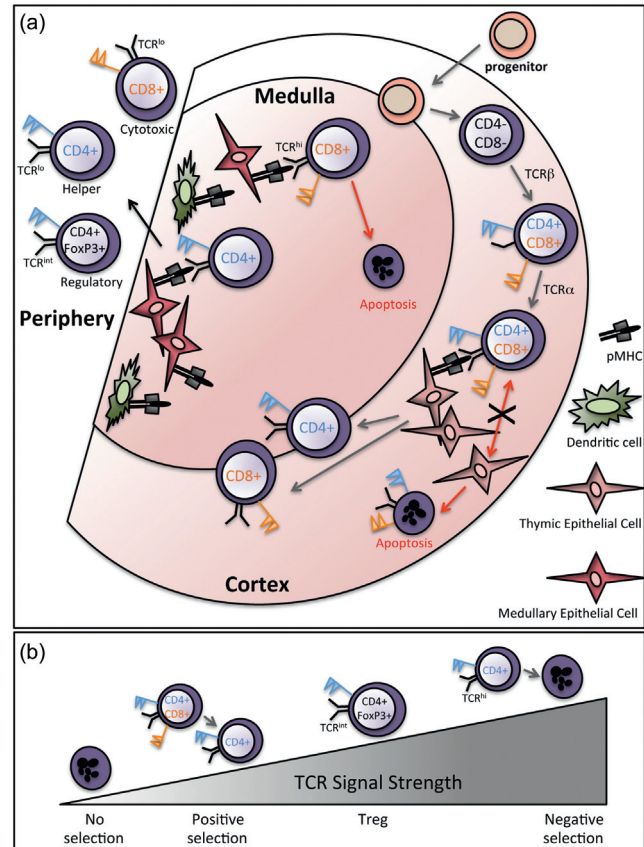 (a)
TCRlo
CD8+
Cytotoxic
CD4+
TCRlo
Helper
CD4+
FoxP3+
TCRint
Regulatory
Periphery
Medulla
TCRhi
CD8+
CD4+
Apoptosis
progenitor
CD4-
CD8-
TCRβ
CD4+
CD8+
TCRα
CD4+
CD8+
CD4+
CD8+
Apoptosis
Cortex
pMHC
Dendritic cell
Thymic Epithelial Cell
Medullary Epithelial Cell
(b)
CD4+
CD8+
CD4+
CD4+
FoxP3+
TCRint
CD4+
TCRhi
TCR Signal Strength
No
selection
Positive
selection
Treg
Negative
selection